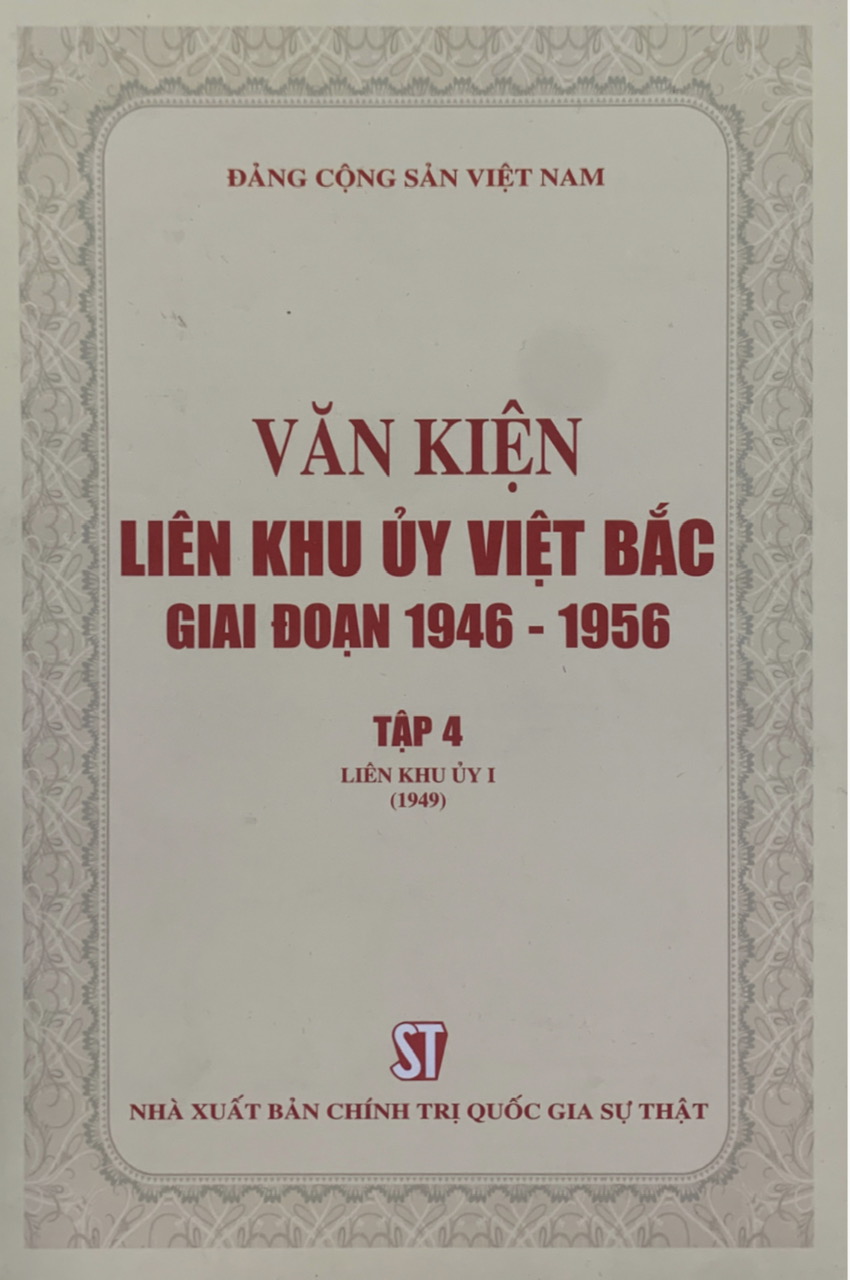 ĐẢNG CỘNG SẢN VIỆT NAM
VĂN KIỆN
LIÊN KHU ỦY VIỆT BẮC
GIAI ĐOẠN 1946 - 1956
TẬP 4
LIÊN KHU ỦY I
(1949)
ST
NHÀ XUẤT BẢN CHÍNH TRỊ QUỐC GIA SỰ THẬT